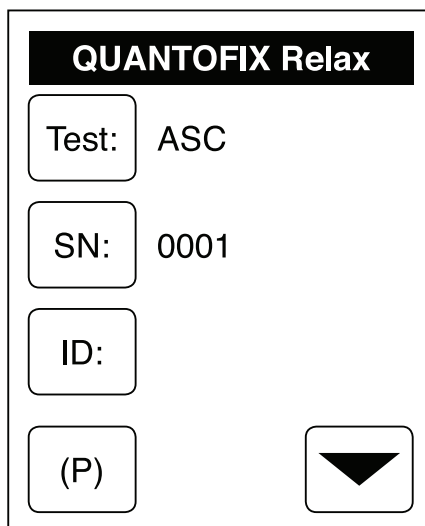 QUANTOFIX Relax
Test: ASC
SN: 0001
ID:
(P)